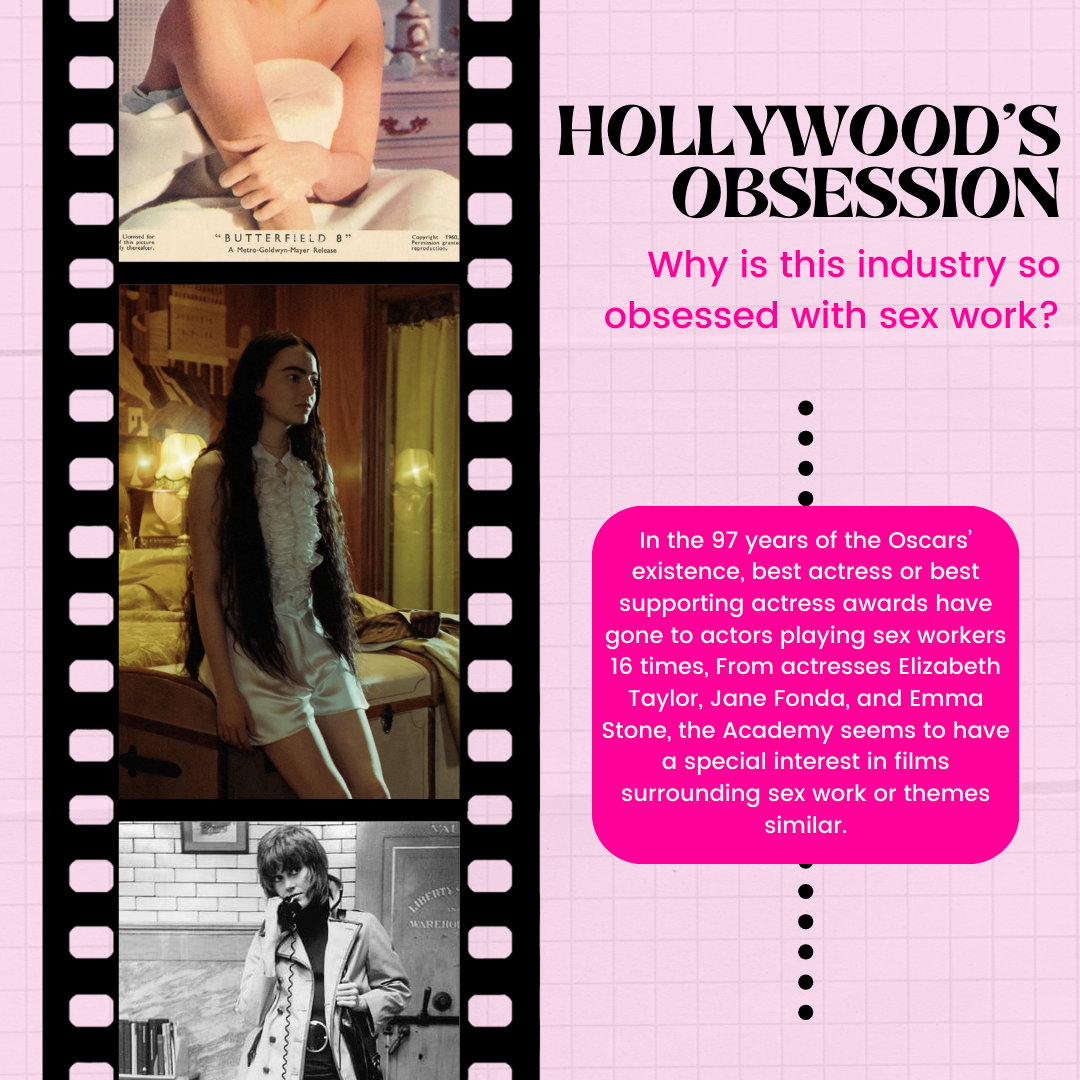 Licensed for
of this picture
ly thereafter.
"BUTTERFIELD 8"
A Metro-Goldwyn-Mayer Release
Copyright 1960,
Permission grante
reproduction.
VAU
LIBERTY S
WAREHOU
HOLLYWOOD'S
OBSESSION
Why is this industry so
obsessed with sex work?
In the 97 years of the Oscars'
existence, best actress or best
supporting actress awards have
gone to actors playing sex workers
16 times, From actresses Elizabeth
Taylor, Jane Fonda, and Emma
Stone, the Academy seems to have
a special interest in films
surrounding sex work or themes
similar.